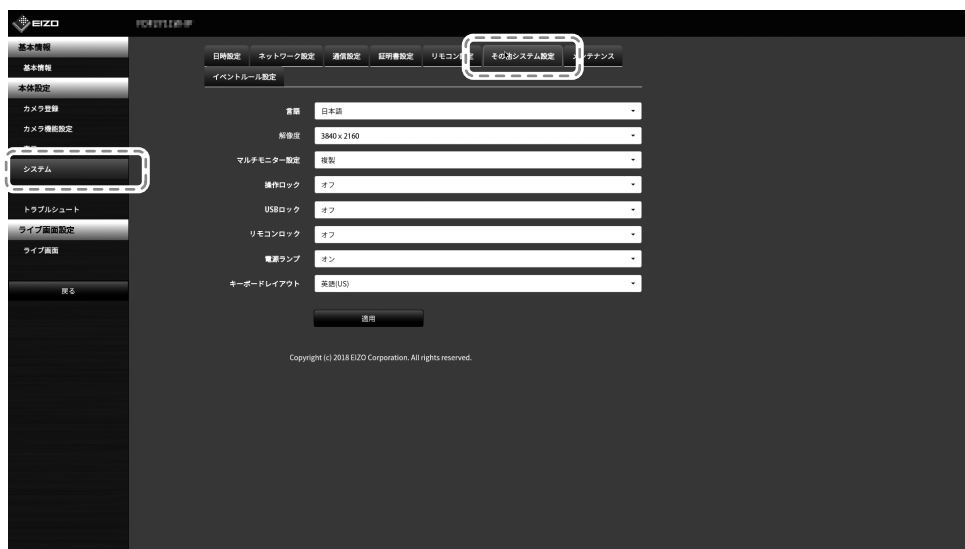 EIZO
基本情報
基本情報
本体設定
カメラ登録
カメラ機能設定
システム
トラブルシュート
ライブ画面設定
ライブ画面
戻る
日時設定 ネットワーク設定 通信設定 証明書設定 その他システム設定 メンテナンス
イベントルール設定
言語 日本語
解像度 3840 x 2160
マルチモニター設定 複製
操作ロック オフ
USBロック オフ
リモコンロック オフ
電源ランプ オン
キーボードレイアウト 英語(US)
適用
Copyright (c) 2018 EIZO Corporation. All rights reserved.